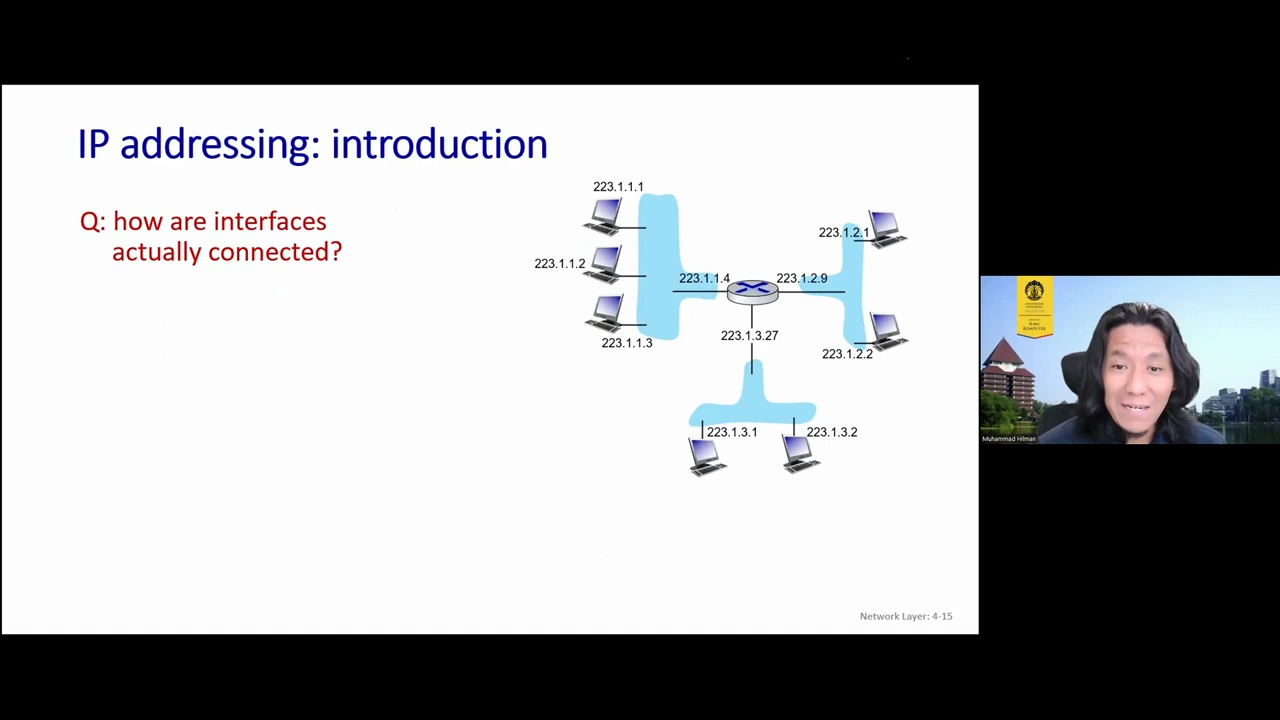 IP addressing: introduction
Q: how are interfaces
actually connected?
223.1.1.1
223.1.1.2
223.1.1.3
223.1.1.4
223.1.2.9
223.1.2.1
223.1.2.2
223.1.3.27
223.1.3.1
223.1.3.2
Network Layer: 4-15
ILMU
KOMPUTER
Muhammad Hilman